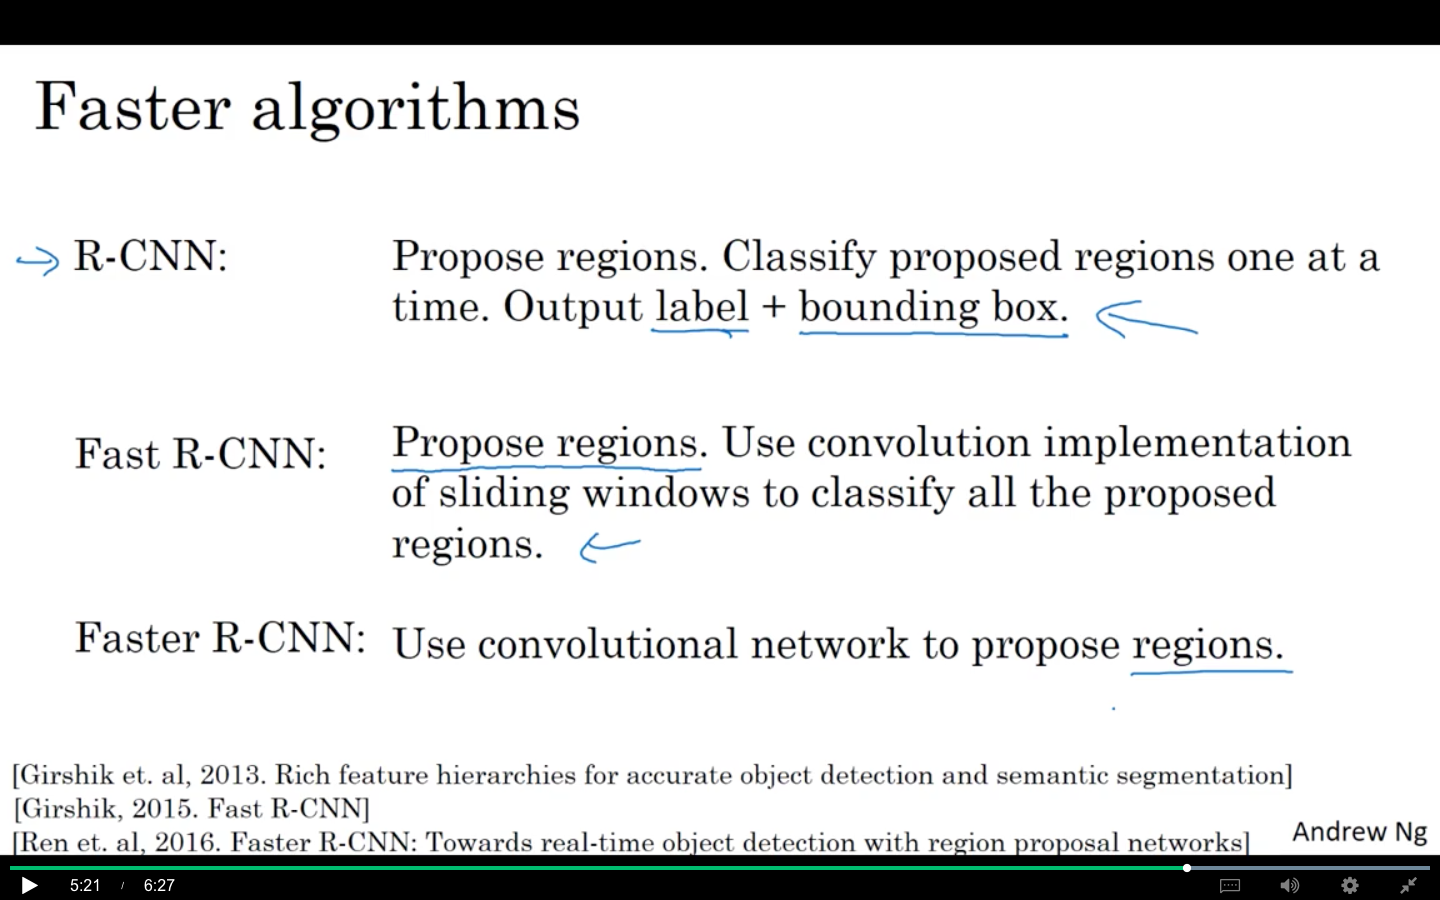 Faster algorithms
R-CNN: Propose regions. Classify proposed regions one at a
time. Output label + bounding box.
Fast R-CNN: Propose regions. Use convolution implementation
of sliding windows to classify all the proposed
regions.
Faster R-CNN: Use convolutional network to propose regions.
[Girshik et. al, 2013. Rich feature hierarchies for accurate object detection and semantic segmentation]
[Girshik, 2015. Fast R-CNN]
[Ren et. al, 2016. Faster R-CNN: Towards real-time object detection with region proposal networks]
Andrew Ng
5:21 / 6:27